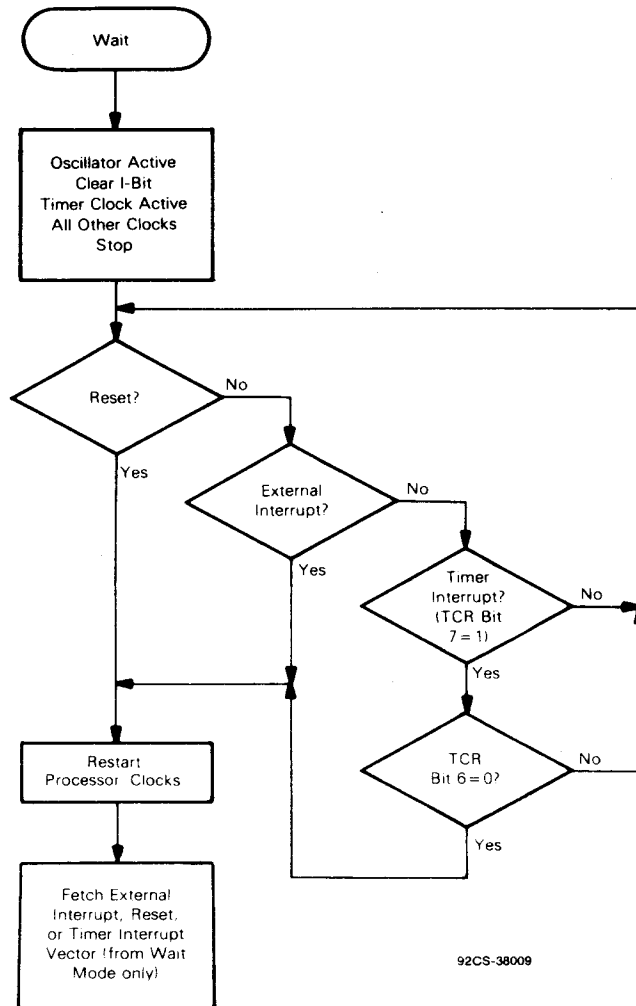 Wait
Oscillator Active
Clear I-Bit
Timer Clock Active
All Other Clocks
Stop
Reset?
No
Yes
External
Interrupt?
No
Yes
Timer
Interrupt?
(TCR Bit
7 = 1)
No
Yes
TCR
Bit 6 = 0?
No
Yes
Restart
Processor Clocks
Fetch External
Interrupt, Reset,
or Timer Interrupt
Vector (from Wait
Mode only)
92CS-38009